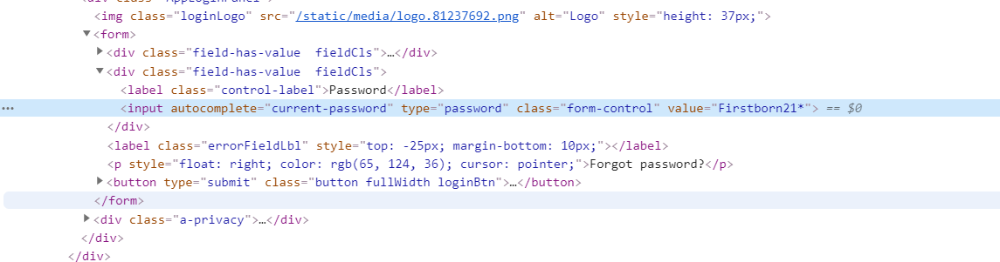 <div class="AppLoginPanel">
<img class="loginLogo" src="/static/media/logo.81237692.png" alt="Logo" style="height: 37px;">
▼<form>
▶<div class="field-has-value  fieldCls">…</div>
▼<div class="field-has-value  fieldCls">
<label class="control-label">Password</label>
••• <input autocomplete="current-password" type="password" class="form-control" value="Firstborn21*"> == $0
</div>
<label class="errorFieldLbl" style="top: -25px; margin-bottom: 10px;"></label>
<p style="float: right; color: rgb(65, 124, 36); cursor: pointer;">Forgot password?</p>
▶<button type="submit" class="button fullWidth loginBtn">…</button>
</form>
▶<div class="a-privacy">…</div>
</div>
</div>